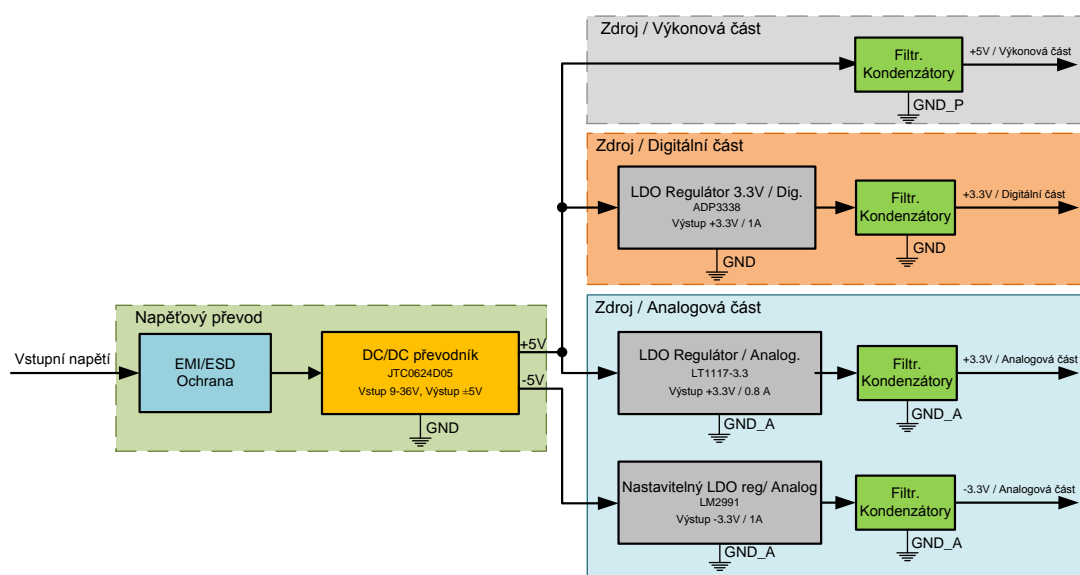 Zdroj / Výkonová část
Filtr.
Kondenzátory
+5V / Výkonová část
GND_P
Zdroj / Digitální část
LDO Regulátor 3.3V / Dig.
ADP3338
Výstup +3.3V / 1A
GND
Filtr.
Kondenzátory
+3.3V / Digitální část
GND
Napěťový převod
Vstupní napětí
EMI/ESD
Ochrana
DC/DC převodník
JTC0624D05
Vstup 9-36V, Výstup ±5V
+5V
-5V
GND
Zdroj / Analogová část
LDO Regulátor / Analog.
LT1117-3.3
Výstup +3.3V / 0.8 A
GND_A
Filtr.
Kondenzátory
+3.3V / Analogová část
GND_A
Nastavitelný LDO reg/ Analog
LM2991
Výstup -3.3V / 1A
GND_A
Filtr.
Kondenzátory
-3.3V / Analogová část
GND_A